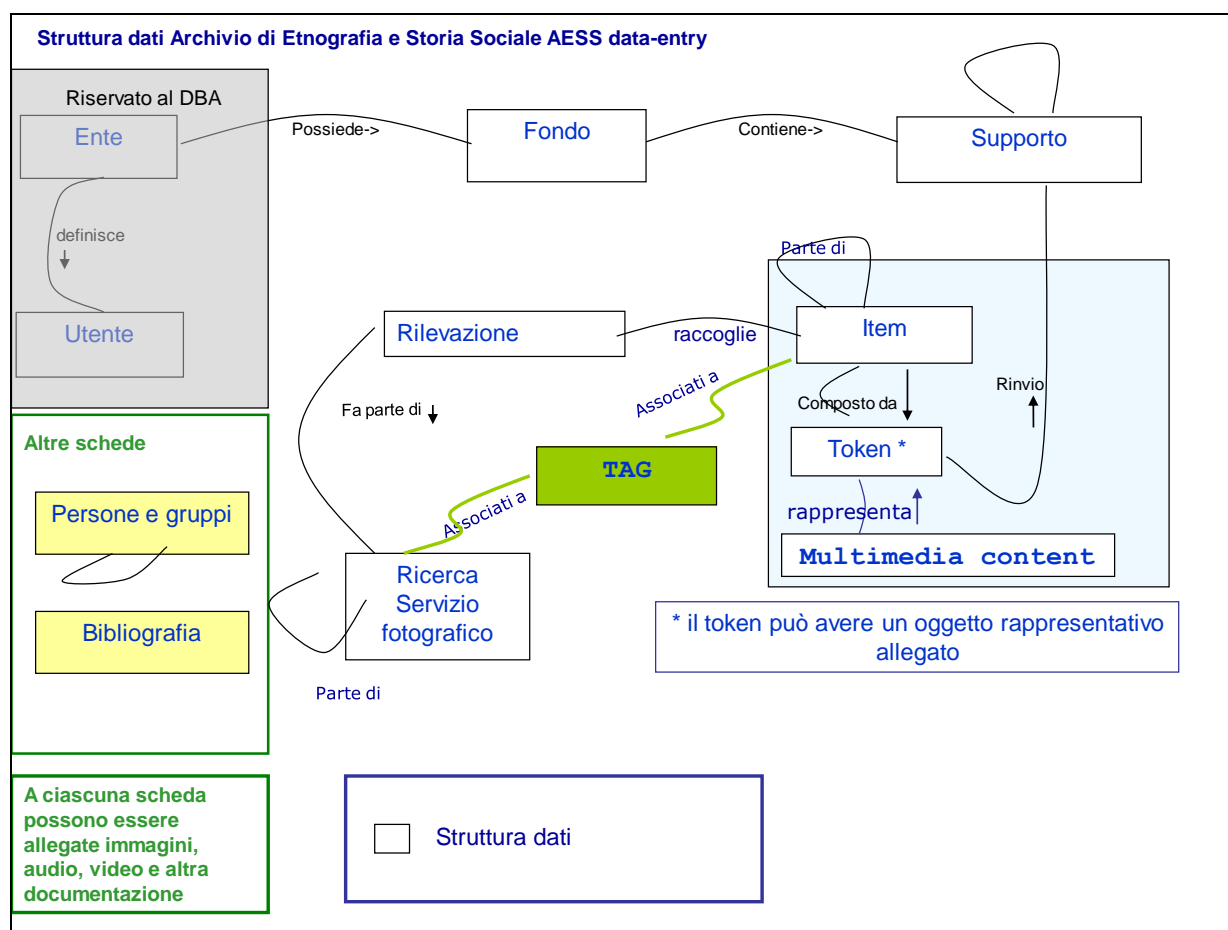 Struttura dati Archivio di Etnografia e Storia Sociale AESS data-entry
Riservato al DBA
Ente
Possiede->
Fondo
Contiene->
Supporto
definisce
Utente
Parte di
Rilevazione
raccoglie
Item
Associati a
Composto da
Rinvio
Fa parte di
Token *
rappresenta
Multimedia content
TAG
Associati a
Altre schede
Persone e gruppi
Bibliografia
Ricerca
Servizio
fotografico
Parte di
* il token può avere un oggetto rappresentativo
allegato
A ciascuna scheda
possono essere
allegate immagini,
audio, video e altra
documentazione
Struttura dati